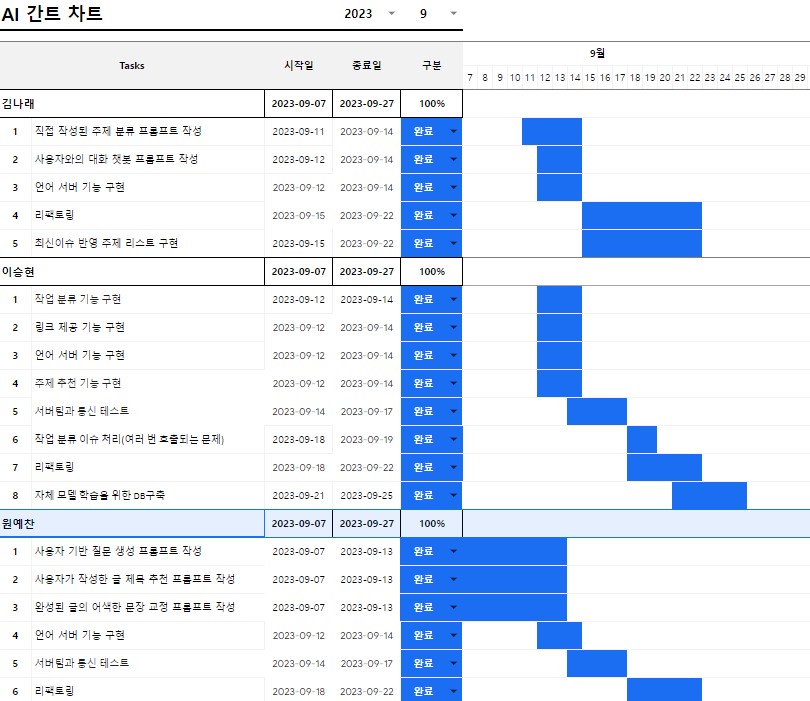 AI 간트 차트 2023 9
9월
Tasks 시작일 종료일 구분
7 8 9 10 11 12 13 14 15 16 17 18 19 20 21 22 23 24 25 26 27 28 29
김나래 2023-09-07 2023-09-27 100%
1 직접 작성된 주제 분류 프롬프트 작성 2023-09-11 2023-09-14 완료
2 사용자와의 대화 챗봇 프롬프트 작성 2023-09-12 2023-09-14 완료
3 언어 서버 기능 구현 2023-09-12 2023-09-14 완료
4 리팩토링 2023-09-15 2023-09-22 완료
5 최신이슈 반영 주제 리스트 구현 2023-09-15 2023-09-22 완료
이승현 2023-09-07 2023-09-27 100%
1 작업 분류 기능 구현 2023-09-12 2023-09-14 완료
2 링크 제공 기능 구현 2023-09-12 2023-09-14 완료
3 언어 서버 기능 구현 2023-09-12 2023-09-14 완료
4 주제 추천 기능 구현 2023-09-12 2023-09-14 완료
5 서버팀과 통신 테스트 2023-09-14 2023-09-17 완료
6 작업 분류 이슈 처리(여러 번 호출되는 문제) 2023-09-18 2023-09-19 완료
7 리팩토링 2023-09-18 2023-09-22 완료
8 자체 모델 학습을 위한 DB구축 2023-09-21 2023-09-25 완료
원예찬 2023-09-07 2023-09-27 100%
1 사용자 기반 질문 생성 프롬프트 작성 2023-09-07 2023-09-13 완료
2 사용자가 작성한 글 제목 추천 프롬프트 작성 2023-09-07 2023-09-13 완료
3 완성된 글의 어색한 문장 교정 프롬프트 작성 2023-09-07 2023-09-13 완료
4 언어 서버 기능 구현 2023-09-12 2023-09-14 완료
5 서버팀과 통신 테스트 2023-09-14 2023-09-17 완료
6 리팩토링 2023-09-18 2023-09-22 완료